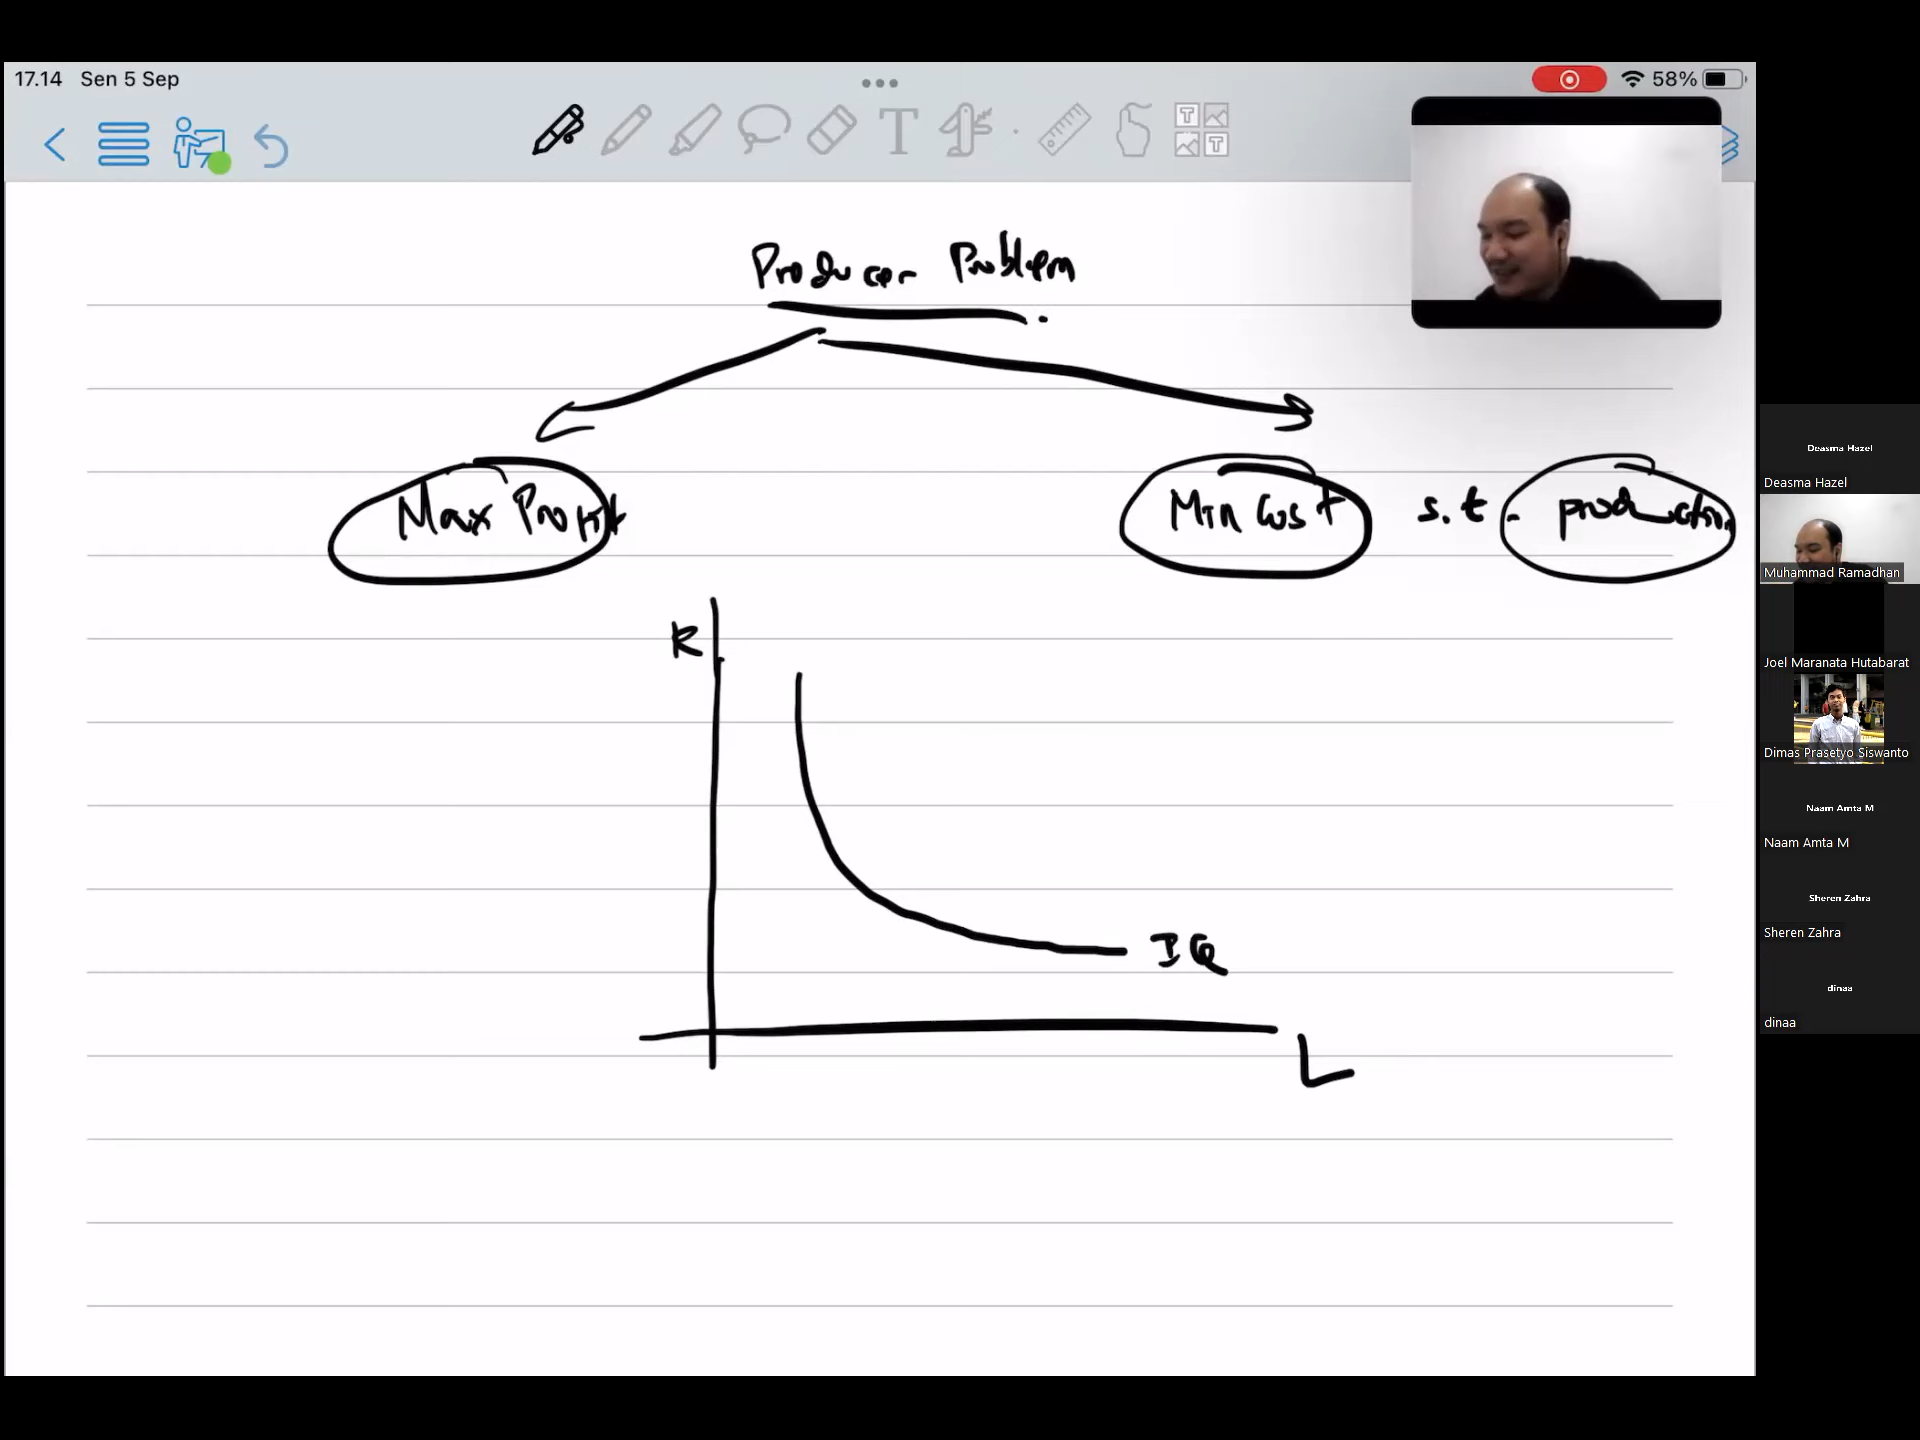 17.14 Sen 5 Sep
58%
Producer Problem
Max Profit
Min Cost s.t. production
K
IQ
L
Deasma Hazel
Deasma Hazel
Muhammad Ramadhan
Joel Maranata Hutabarat
Dimas Prasetyo Siswanto
Naam Amta M
Naam Amta M
Sheren Zahra
Sheren Zahra
dinaa
dinaa